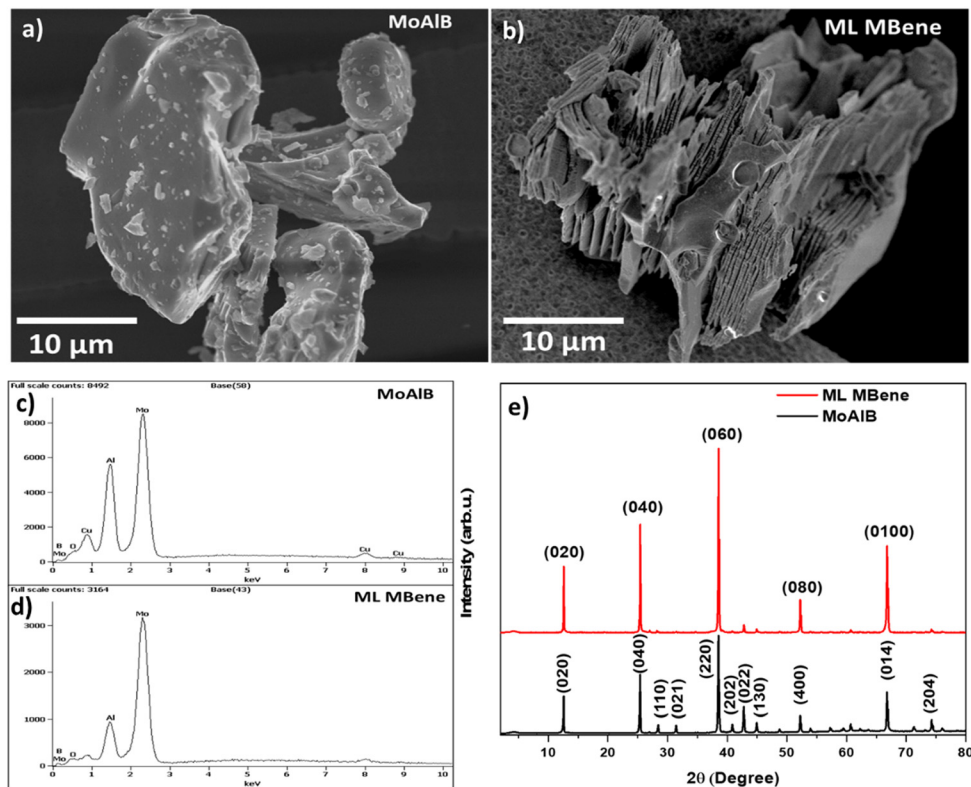 a)
MoAlB
10 µm
b)
ML MBene
10 µm
Full scale counts: 8492
Base(58)
c)
MoAlB
8000
6000
4000
2000
0
B
Mo
O
Cu
Al
Mo
Cu
Cu
0 1 2 3 4 5 6 7 8 9 10
keV
Full scale counts: 3164
Base(43)
d)
ML MBene
3000
2000
1000
0
B
Mo
O
Al
Mo
0 1 2 3 4 5 6 7 8 9 10
keV
e)
ML MBene
MoAlB
Intensity (arb.u.)
(020)
(040)
(060)
(080)
(0100)
(020)
(040)
(110)
(021)
(220)
(202)
(022)
(130)
(400)
(014)
(204)
10 20 30 40 50 60 70 80
2θ (Degree)